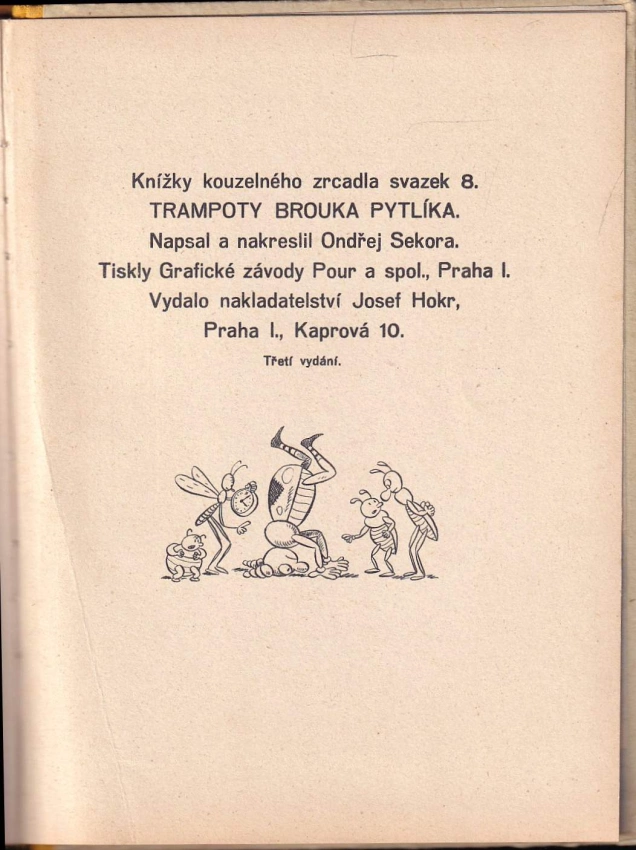 Knížky kouzelného zrcadla svazek 8.
TRAMPOTY BROUKA PYTLÍKA.
Napsal a nakreslil Ondřej Sekora.
Tiskly Grafické závody Pour a spol., Praha I.
Vydalo nakladatelství Josef Hokr,
Praha I., Kaprová 10.
Třetí vydání.